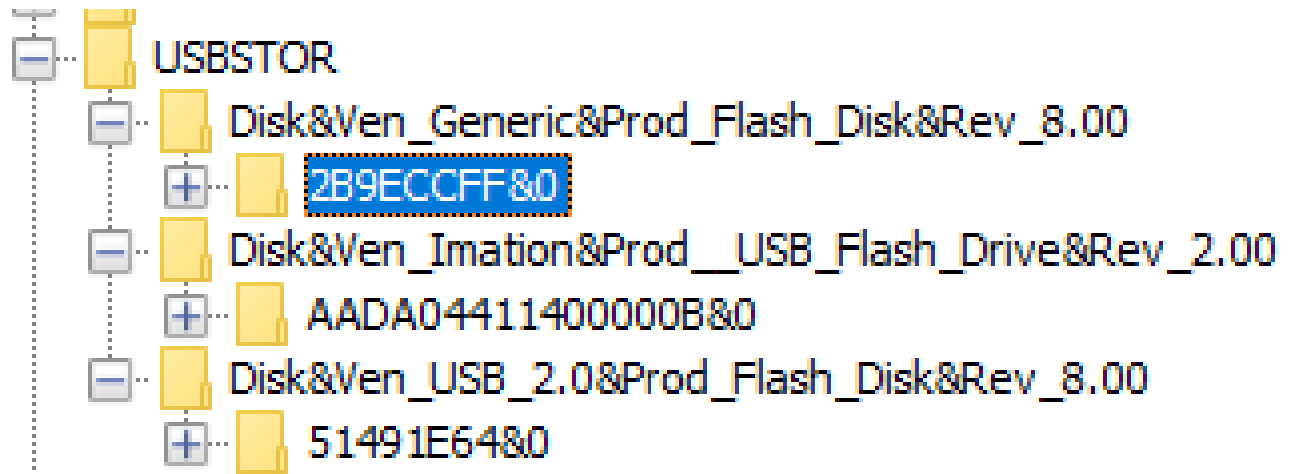 USBSTOR
Disk&Ven_Generic&Prod_Flash_Disk&Rev_8.00
2B9ECCFF&0
Disk&Ven_Imation&Prod__USB_Flash_Drive&Rev_2.00
AADA04411400000B&0
Disk&Ven_USB_2.0&Prod_Flash_Disk&Rev_8.00
51491E64&0